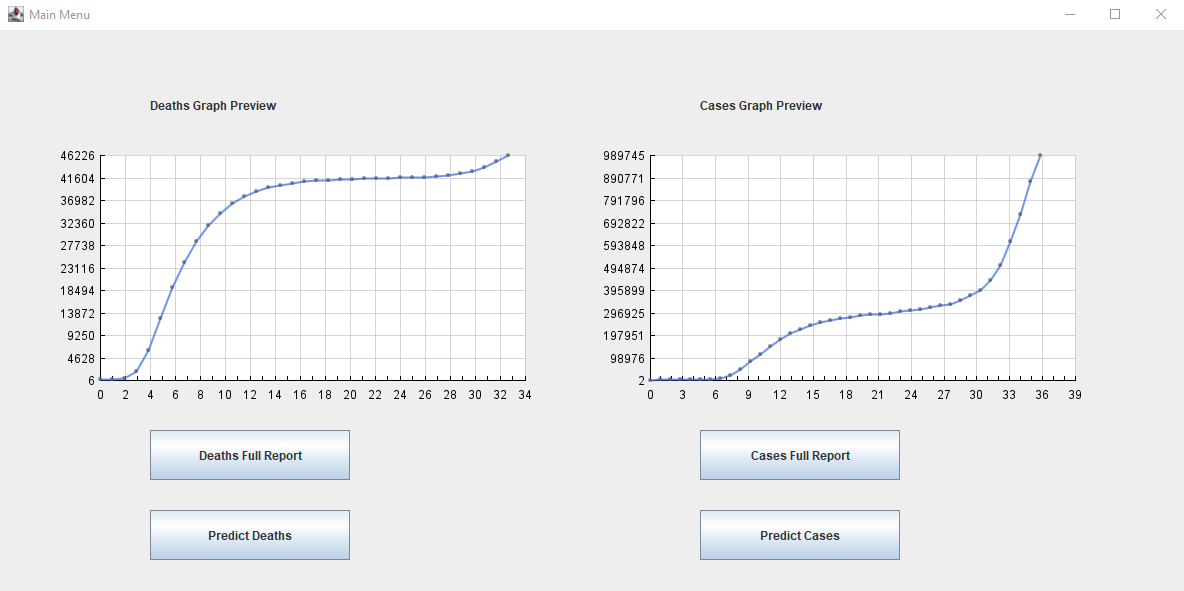 Main Menu
Deaths Graph Preview
46226
41604
36982
32360
27738
23116
18494
13872
9250
4628
6
0 2 4 6 8 10 12 14 16 18 20 22 24 26 28 30 32 34
Deaths Full Report
Predict Deaths
Cases Graph Preview
989745
890771
791796
692822
593848
494874
395899
296925
197951
98976
2
0 3 6 9 12 15 18 21 24 27 30 33 36 39
Cases Full Report
Predict Cases